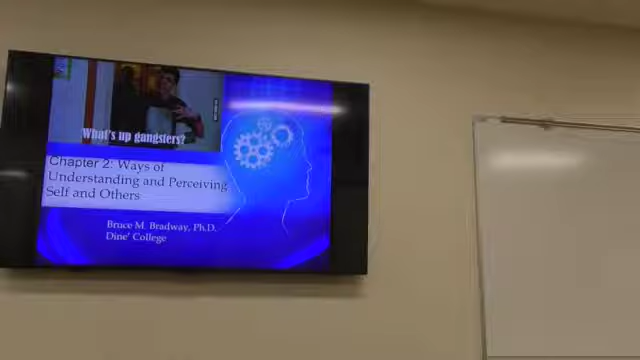 What's up gangsters?
Chapter 2: Ways of
Understanding and Perceiving
Self and Others
Bruce M. Bradway, Ph.D.
Dine' College